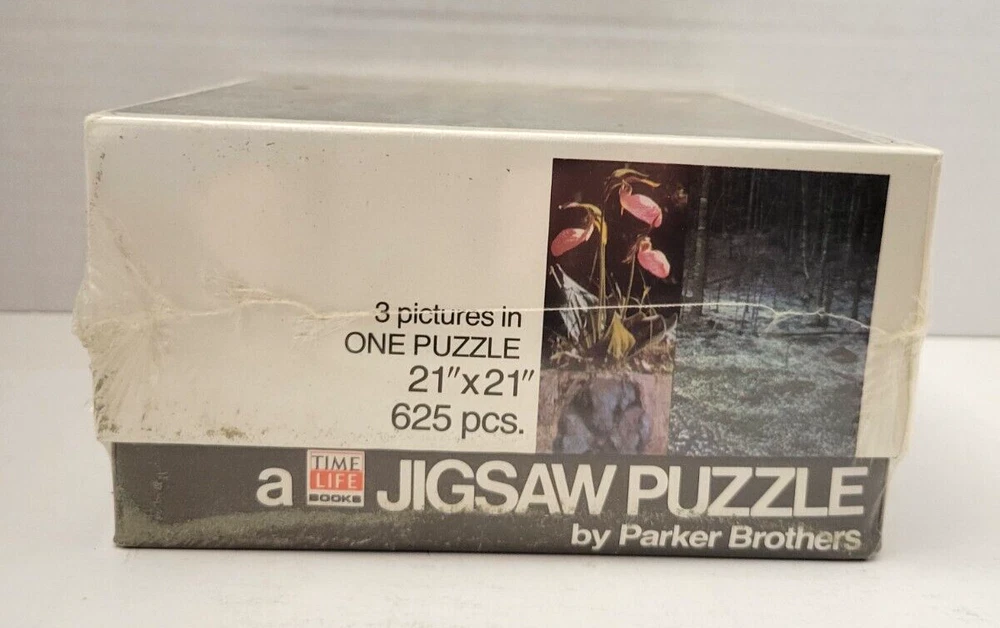 3 pictures in
ONE PUZZLE
21"x21"
625 pcs.
a TIME LIFE BOOKS JIGSAW PUZZLE
by Parker Brothers